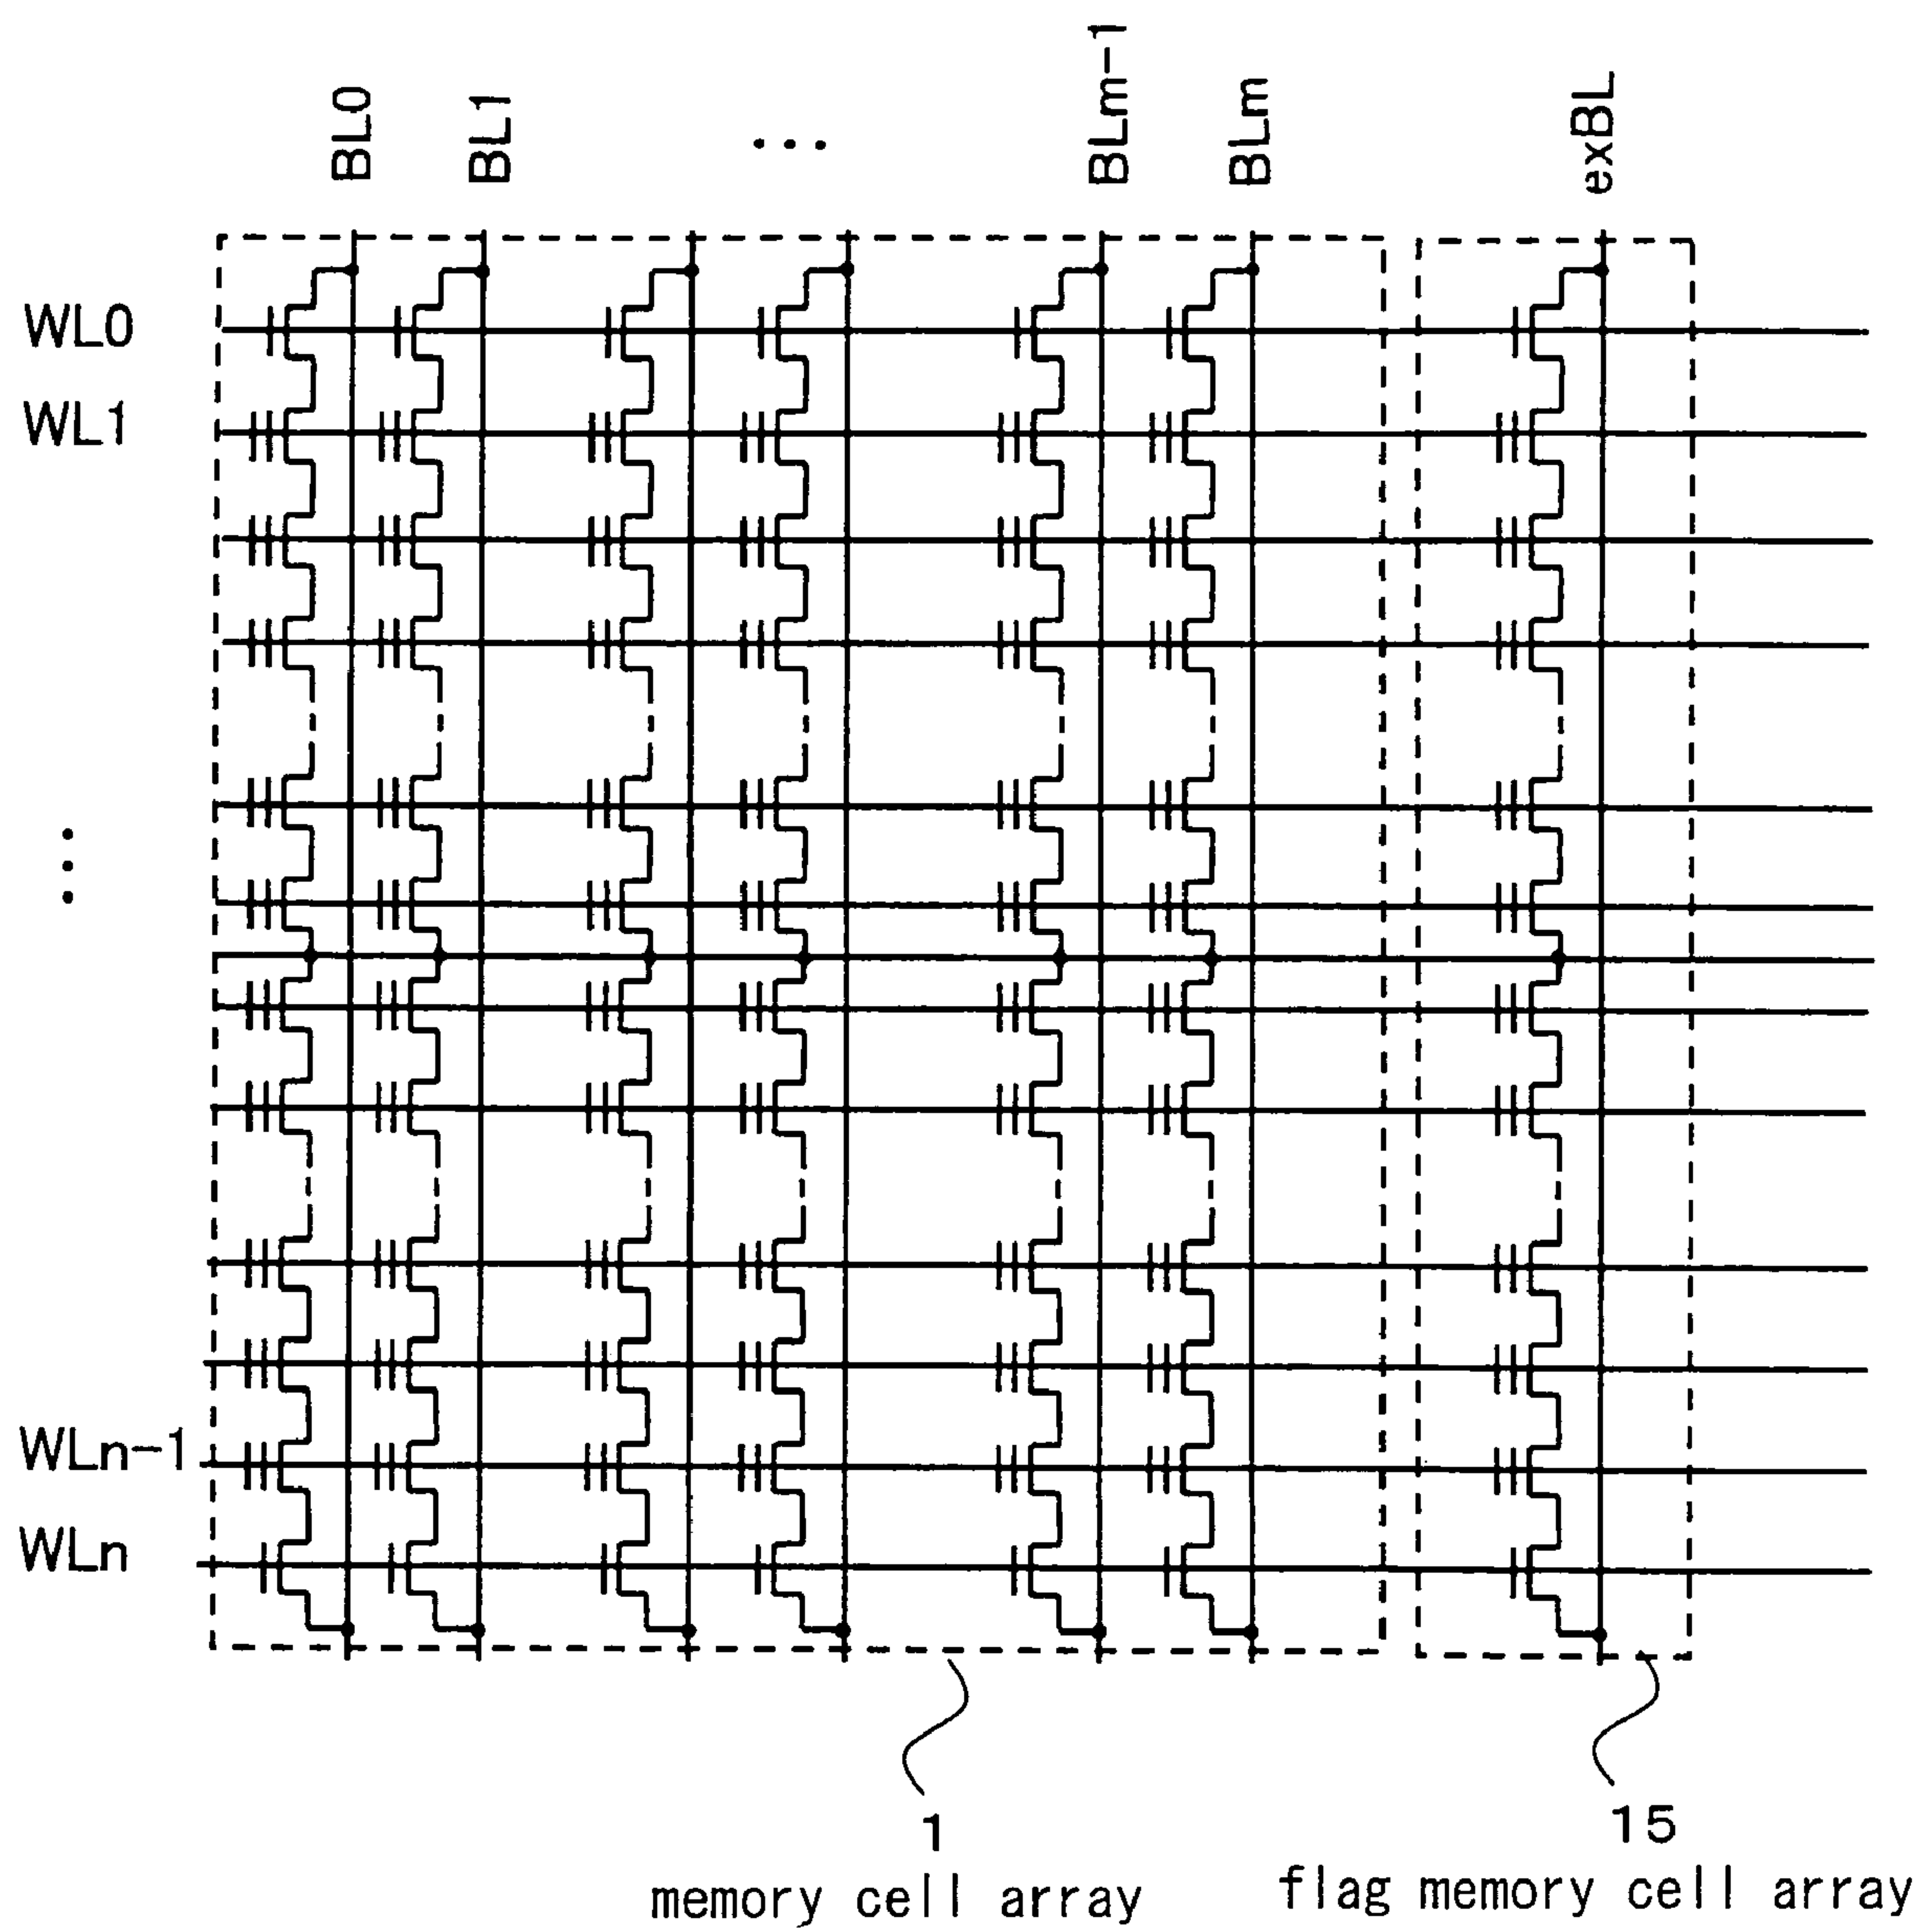 BL0
BL1
...
BLm-1
BLm
exBL
WL0
WL1
⋮
WLn-1
WLn
1
memory cell array
15
flag memory cell array